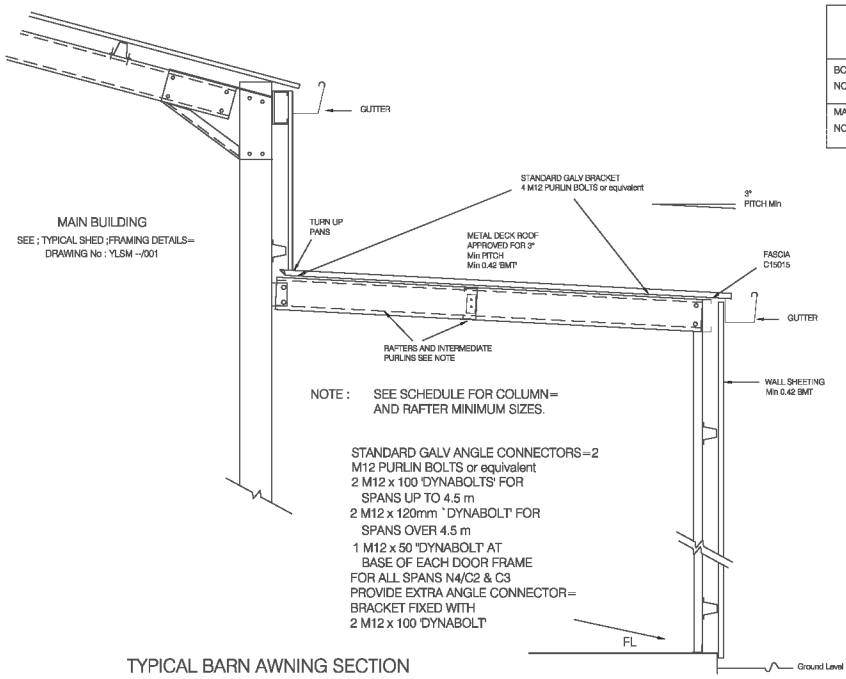 GUTTER
BO
NO
MA
NO
STANDARD GALV BRACKET
4 M12 PURLIN BOLTS or equivalent
3°
PITCH Min
MAIN BUILDING
SEE ; TYPICAL SHED ;FRAMING DETAILS=
DRAWING No : YLSM --/001
TURN UP
PANS
METAL DECK ROOF
APPROVED FOR 3°
Min PITCH
Min 0.42 'BMT'
FASCIA
C15015
GUTTER
RAFTERS AND INTERMEDIATE
PURLINS SEE NOTE
WALL SHEETING
Min 0.42 BMT
NOTE : SEE SCHEDULE FOR COLUMN=
AND RAFTER MINIMUM SIZES.
STANDARD GALV ANGLE CONNECTORS=2
M12 PURLIN BOLTS or equivalent
2 M12 x 100 'DYNABOLTS' FOR
SPANS UP TO 4.5 m
2 M12 x 120mm `DYNABOLT' FOR
SPANS OVER 4.5 m
1 M12 x 50 "DYNABOLT' AT
BASE OF EACH DOOR FRAME
FOR ALL SPANS N4/C2 & C3
PROVIDE EXTRA ANGLE CONNECTOR=
BRACKET FIXED WITH
2 M12 x 100 'DYNABOLT'
FL
TYPICAL BARN AWNING SECTION
Ground Level